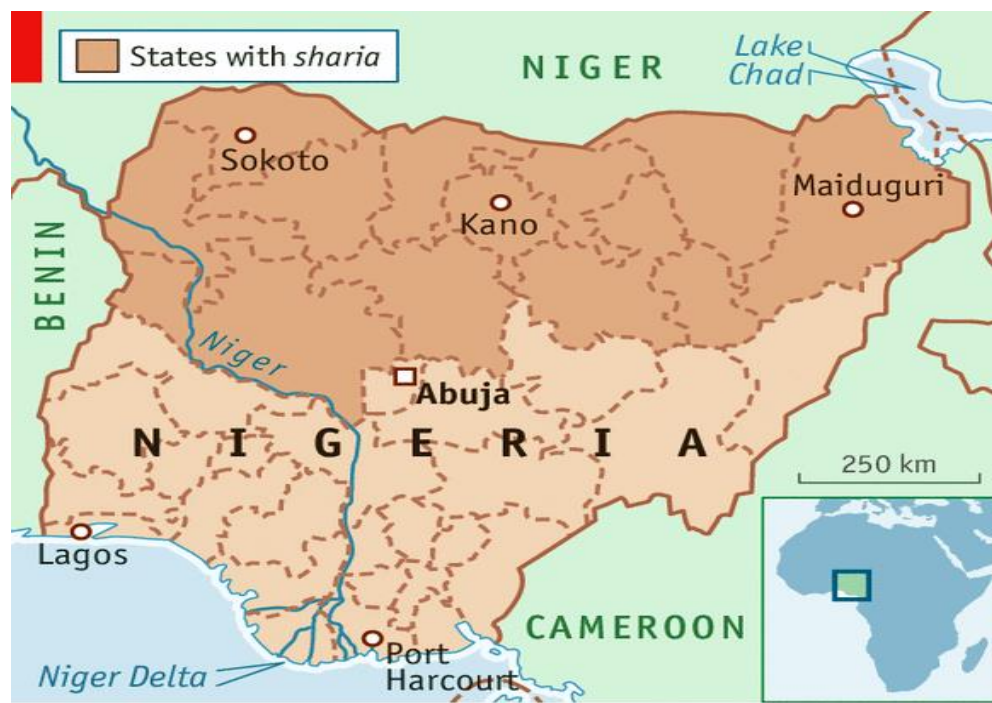 States with sharia
NIGER
Lake
Chad
Sokoto
Kano
Maiduguri
BENIN
Niger
Abuja
NIGERIA
250 km
Lagos
CAMEROON
Niger Delta
Port
Harcourt